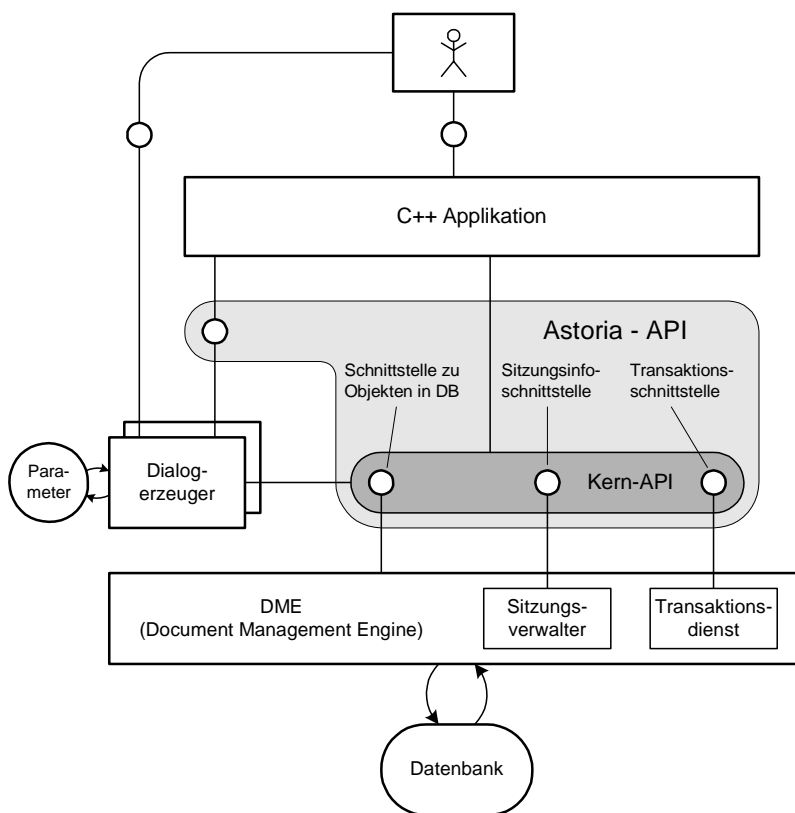 C++ Applikation
Astoria - API
Schnittstelle zu
Objekten in DB
Sitzungsinfo-
schnittstelle
Transaktions-
schnittstelle
Para-
meter
Dialog-
erzeuger
Kern-API
DME
(Document Management Engine)
Sitzungs-
verwalter
Transaktions-
dienst
Datenbank